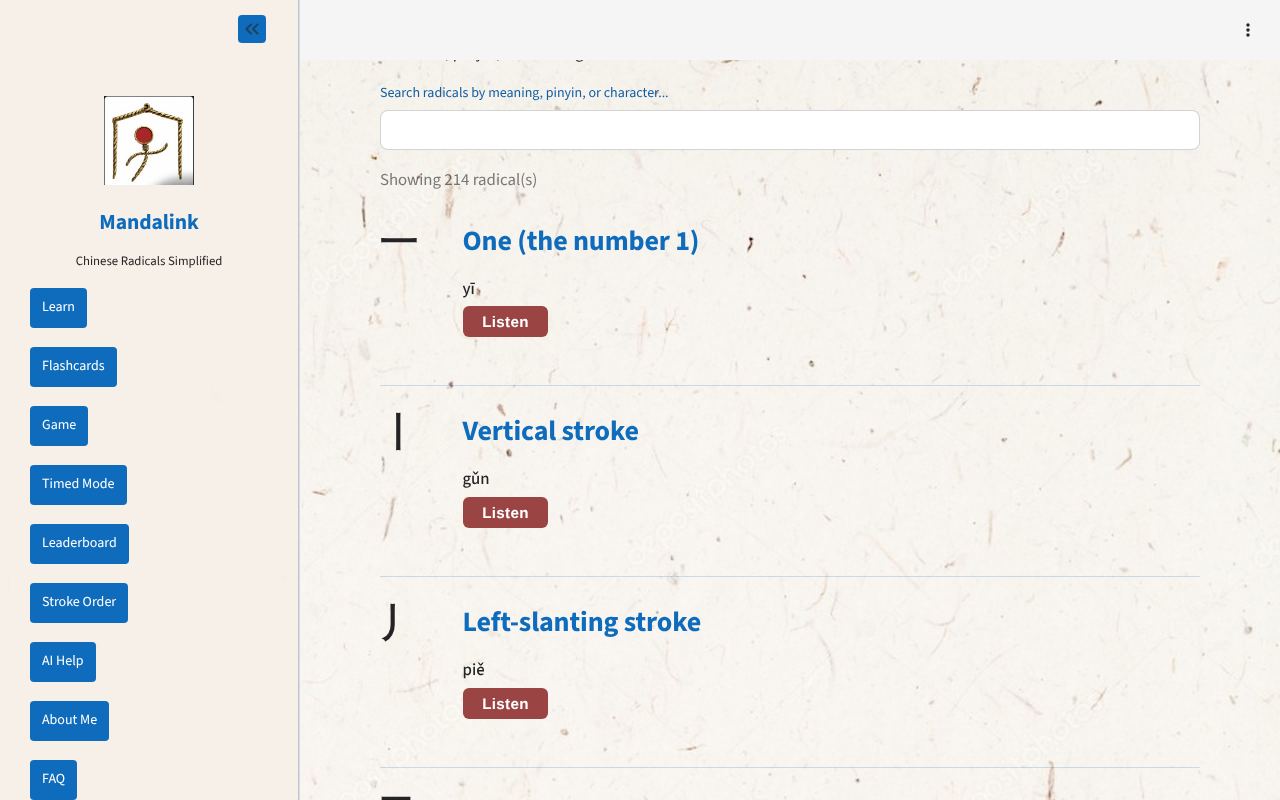 Mandalink
Chinese Radicals Simplified
Learn
Flashcards
Game
Timed Mode
Leaderboard
Stroke Order
AI Help
About Me
FAQ
Search radicals by meaning, pinyin, or character...
Showing 214 radical(s)
一
One (the number 1)
yī
Listen
丨
Vertical stroke
gǔn
Listen
丿
Left-slanting stroke
piě
Listen